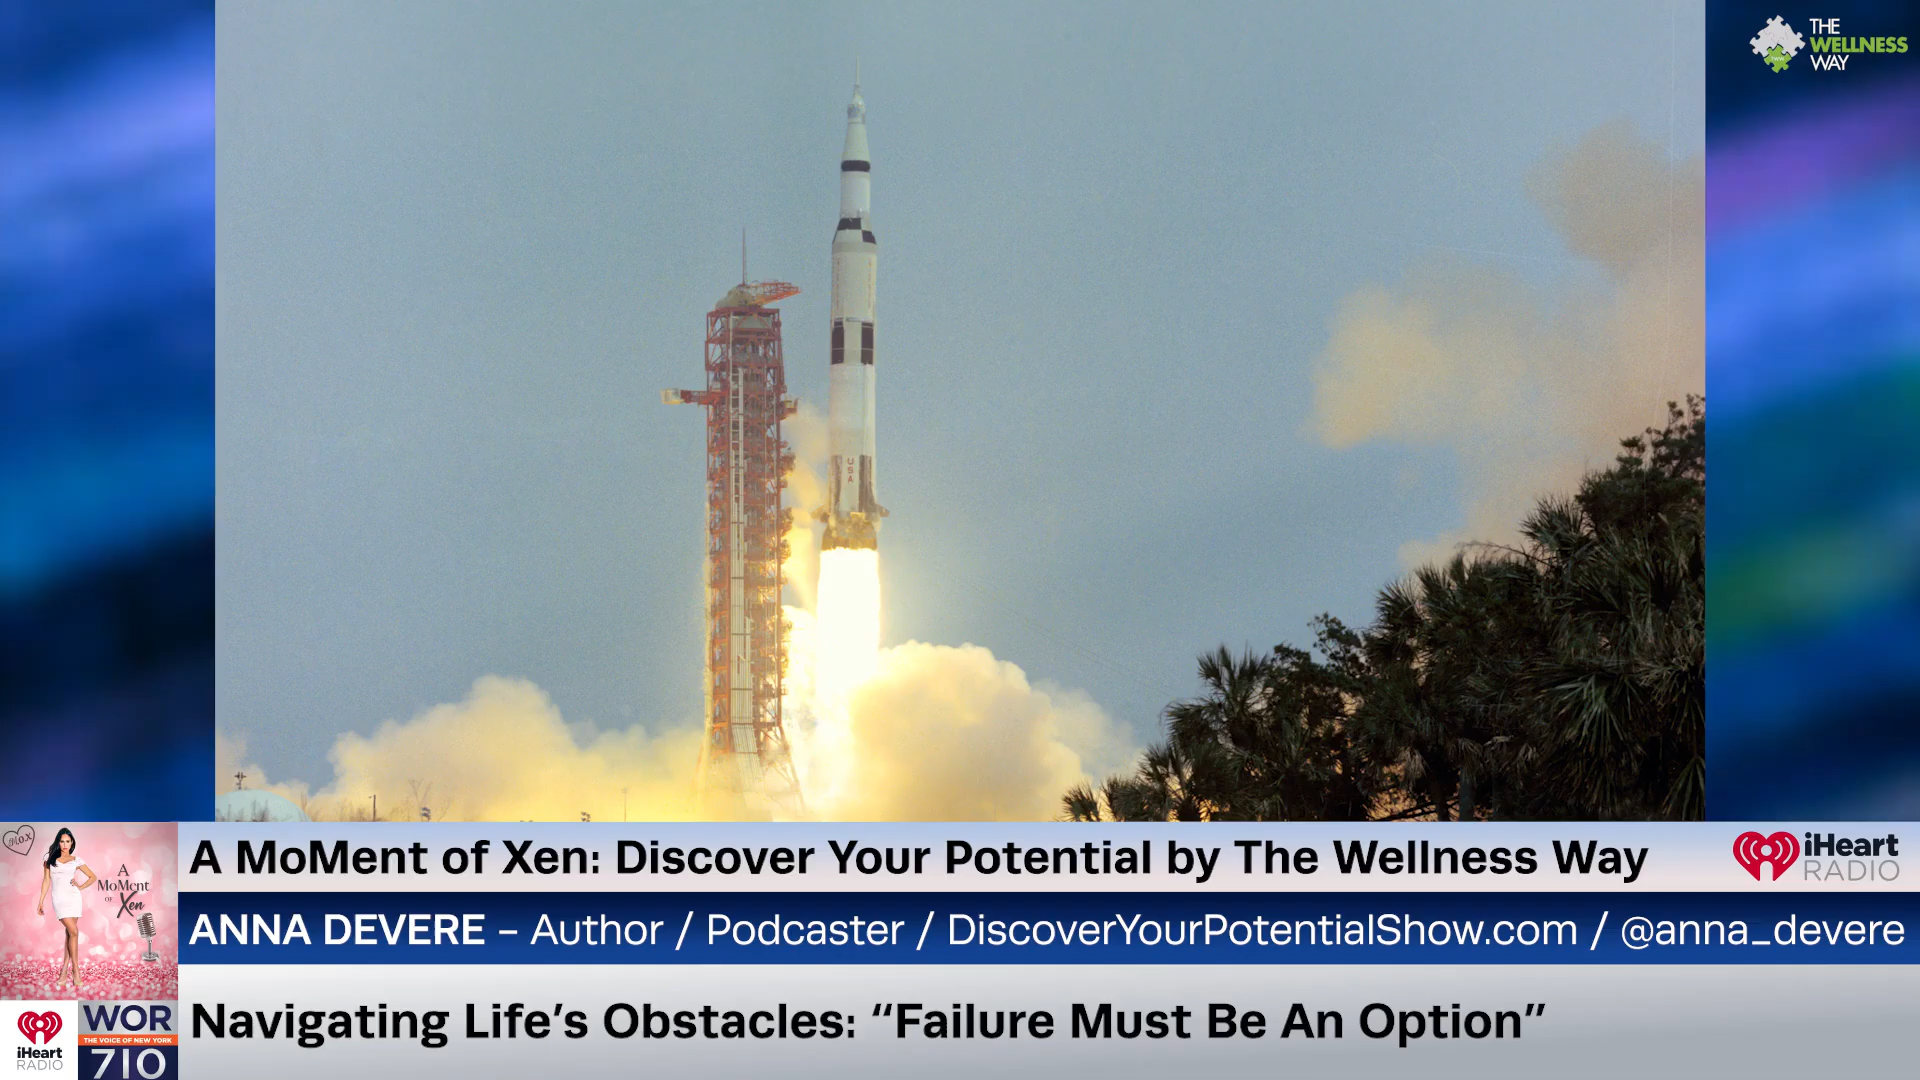 THE
WELLNESS
WAY
TWW
USA
A MoMent of Xen: Discover Your Potential by The Wellness Way
iHeart
RADIO
M.O.X
A
MoMent
OF Xen
ANNA DEVERE – Author / Podcaster / DiscoverYourPotentialShow.com / @anna_devere
Navigating Life’s Obstacles: “Failure Must Be An Option”
iHeart
RADIO
WOR
THE VOICE OF NEW YORK
710